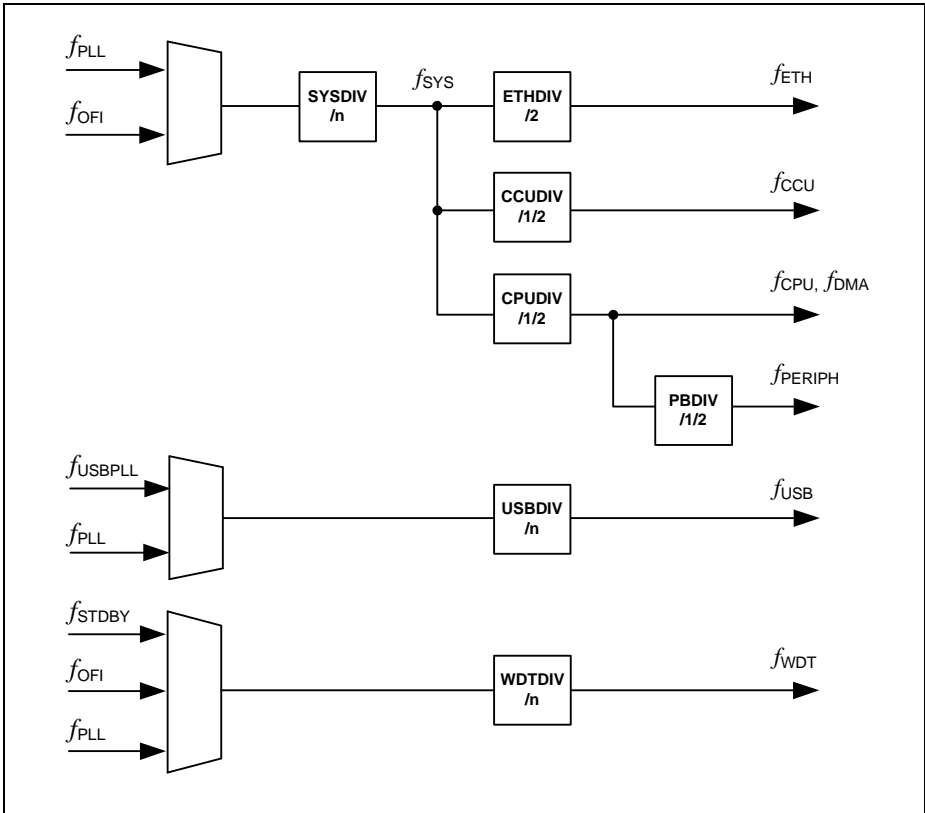 fPLL
fOFI
SYSDIV
/n
fSYS
ETHDIV
/2
fETH
CCUDIV
/1/2
fCCU
CPUDIV
/1/2
fCPU, fDMA
PBDIV
/1/2
fPERIPH
fUSBPLL
fPLL
USBDIV
/n
fUSB
fSTDBY
fOFI
fPLL
WDTDIV
/n
fWDT